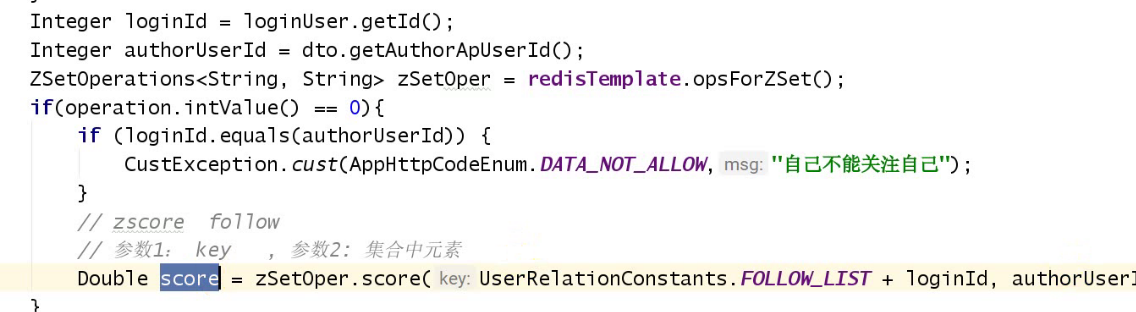 Integer loginId = loginUser.getId();
Integer authorUserId = dto.getAuthorApUserId();
ZSetOperations<String, String> zSetOper = redisTemplate.opsForZSet();
if(operation.intValue() == 0){
if (loginId.equals(authorUserId)) {
CustException.cust(AppHttpCodeEnum.DATA_NOT_ALLOW, msg: "自己不能关注自己");
}
// zscore follow
// 参数1： key ，参数2: 集合中元素
Double score = zSetOper.score( key: UserRelationConstants.FOLLOW_LIST + loginId, authorUserI
}